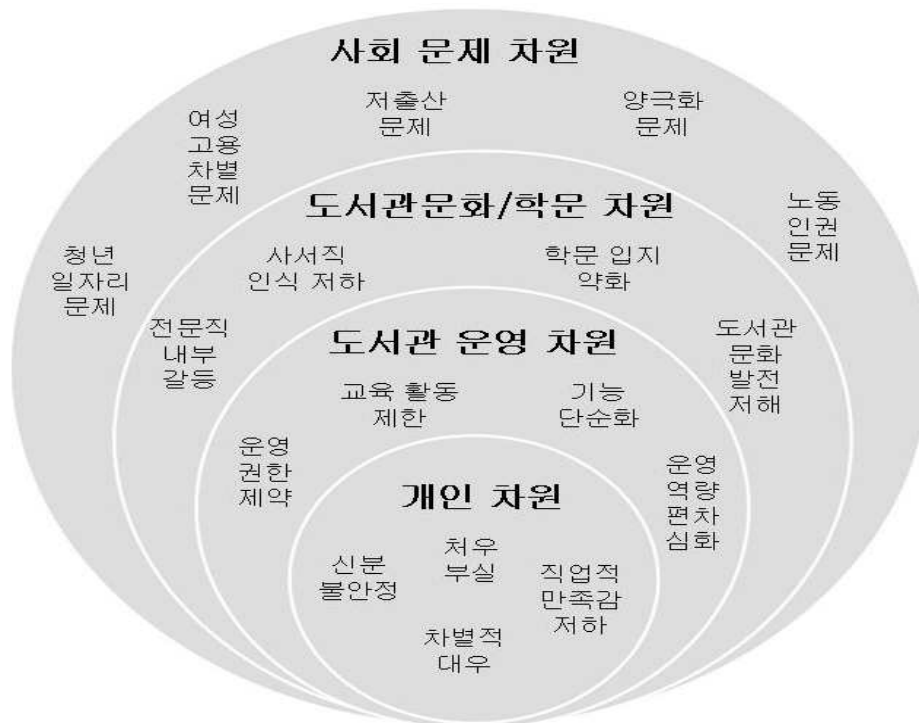 사회 문제 차원
저출산
문제
양극화
문제
여성
고용
차별
문제
노동
인권
문제
청년
일자리
문제
도서관문화/학문 차원
사서직
인식 저하
학문 입지
약화
전문직
내부
갈등
도서관
문화
발전
저해
도서관 운영 차원
교육 활동
제한
기능
단순화
운영
권한
제약
운영
역량
편차
심화
개인 차원
신분
불안정
처우
부실
직업적
만족감
저하
차별적
대우